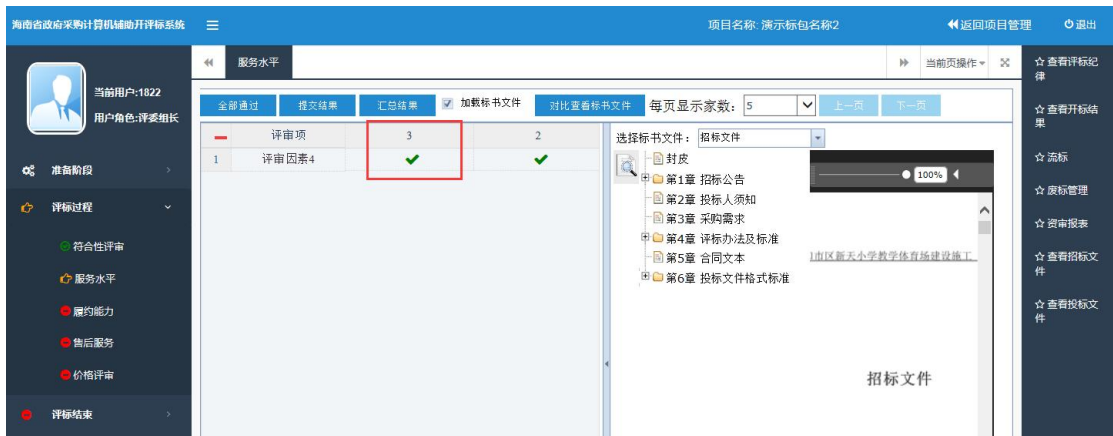 海南省政府采购计算机辅助开评标系统
项目名称: 演示标包名称2
返回项目管理
退出
当前用户:1822
用户角色:评委组长
准备阶段
评标过程
符合性评审
服务水平
履约能力
售后服务
价格评审
评标结束
服务水平
当前页操作
全部通过 提交结果 汇总结果 加载标书文件 对比查看标书文件 每页显示家数: 5 上一页 下一页
评审项 3 2
1 评审因素4
选择标书文件: 招标文件
封皮
第1章 招标公告
第2章 投标人须知
第3章 采购需求
第4章 评标办法及标准
第5章 合同文本
第6章 投标文件格式标准
100%
市区新天小学教学体育场建设施工
招标文件
查看评标纪律
查看开标结果
流标
废标管理
资审报表
查看招标文件
查看投标文件